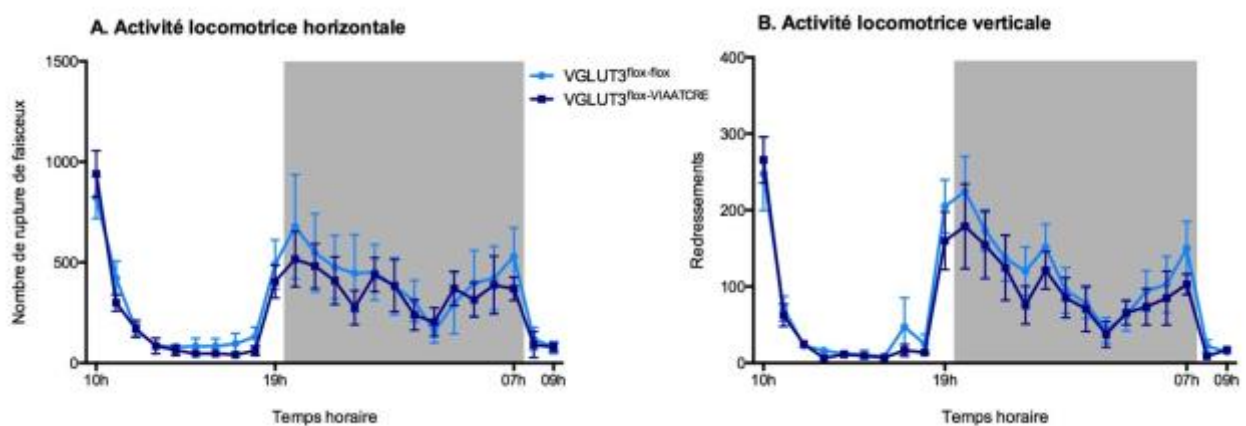 A. Activité locomotrice horizontale
Nombre de rupture de faisceux
1500
1000
500
0
10h
19h
07h
09h
Temps horaire
VGLUT3flox-flox
VGLUT3flox-VIAATCRE
B. Activité locomotrice verticale
Redressements
400
300
200
100
0
10h
19h
07h
09h
Temps horaire